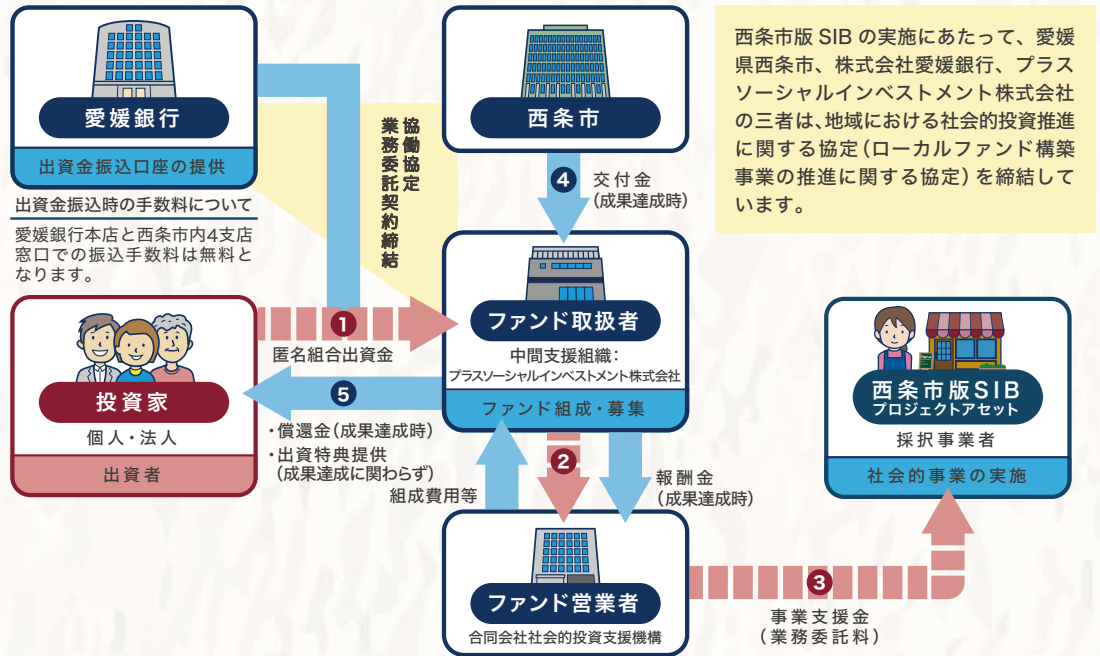 愛媛銀行
出資金振込口座の提供
出資金振込時の手数料について
愛媛銀行本店と西条市内4支店
窓口での振込手数料は無料と
なります。
協働協定
業務委託契約締結
西条市
4
交付金
(成果達成時)
西条市版 SIB の実施にあたって、愛媛
県西条市、株式会社愛媛銀行、プラス
ソーシャルインベストメント株式会社
の三者は、地域における社会的投資推進
に関する協定(ローカルファンド構築
事業の推進に関する協定)を締結して
います。
投資家
個人・法人
出資者
1
匿名組合出資金
5
・償還金(成果達成時)
・出資特典提供
(成果達成に関わらず)
ファンド取扱者
中間支援組織:
プラスソーシャルインベストメント株式会社
ファンド組成・募集
組成費用等
2
報酬金
(成果達成時)
西条市版SIB
プロジェクトアセット
採択事業者
社会的事業の実施
ファンド営業者
合同会社社会的投資支援機構
3
事業支援金
(業務委託料)